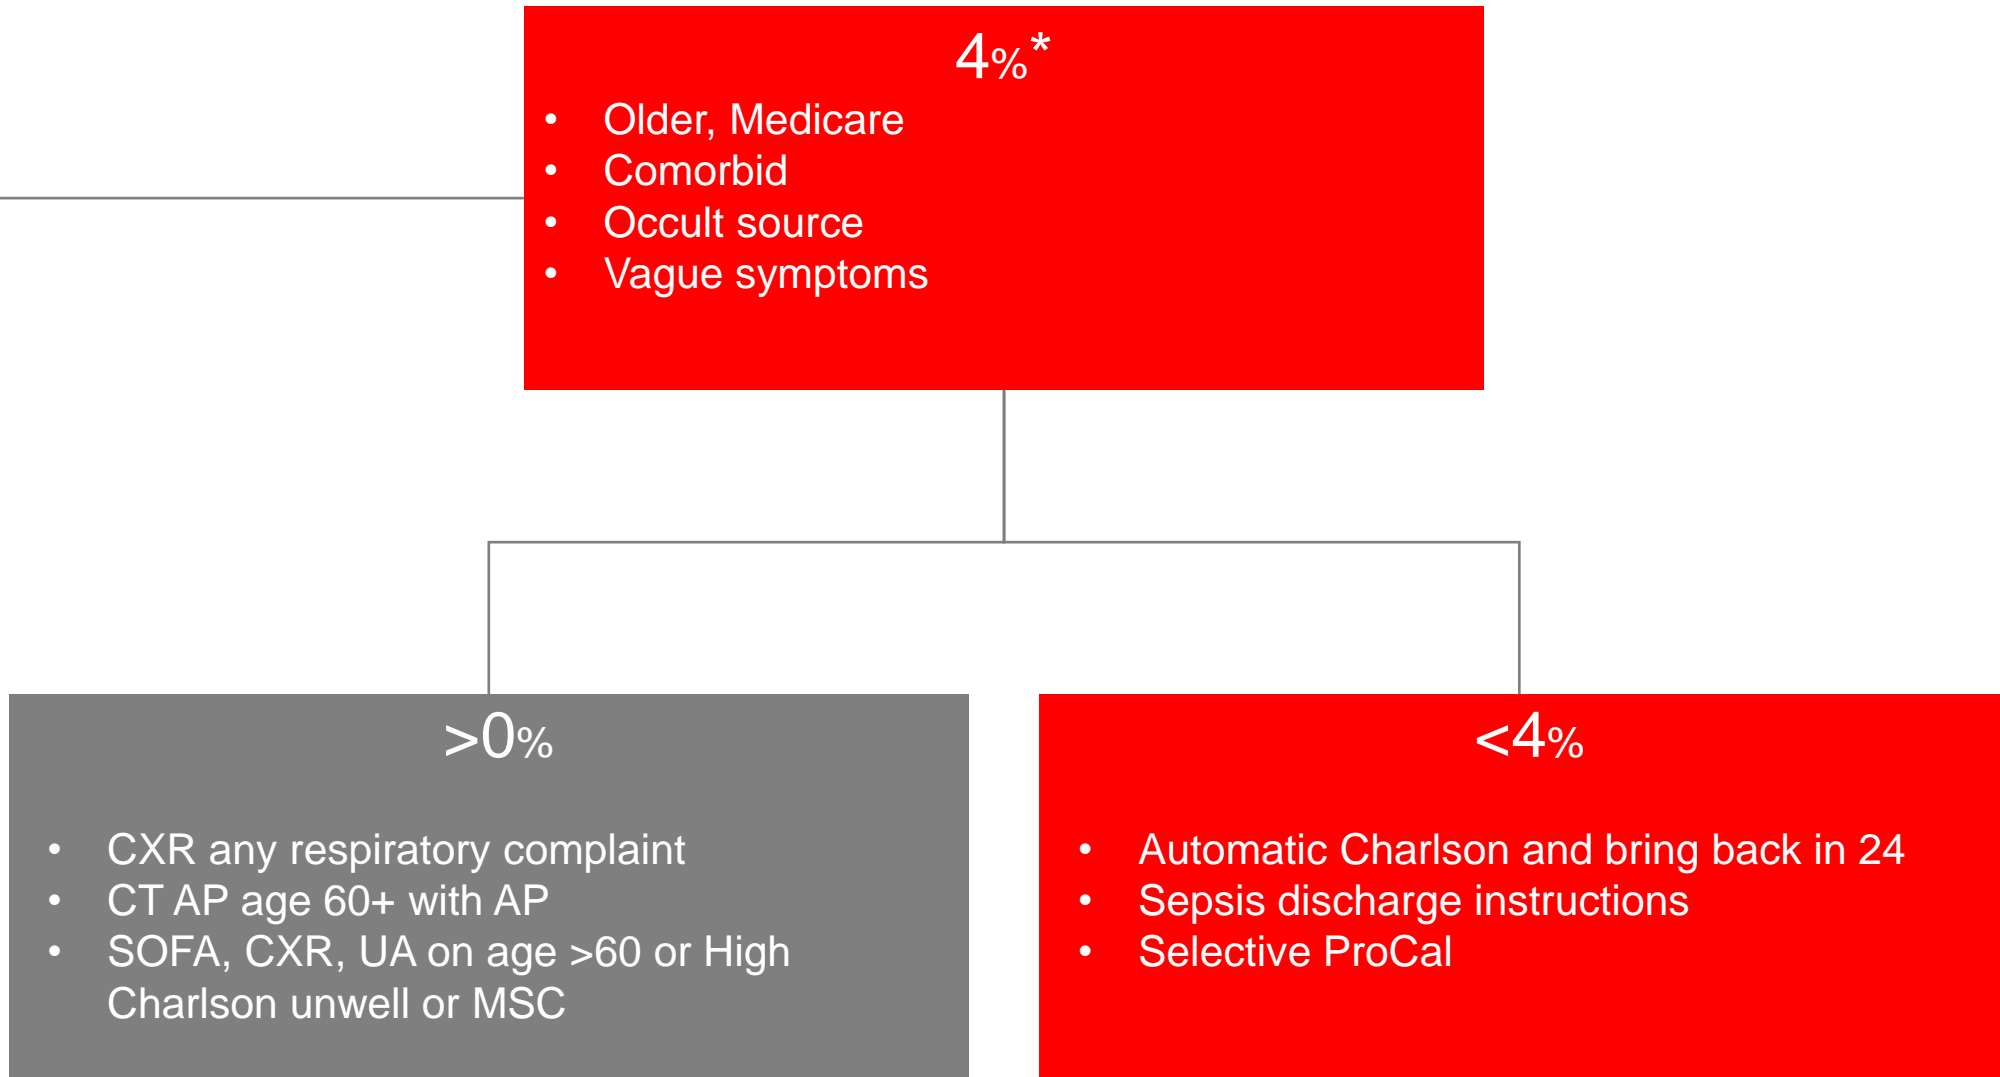 4%*
• Older, Medicare
• Comorbid
• Occult source
• Vague symptoms
>0%
• CXR any respiratory complaint
• CT AP age 60+ with AP
• SOFA, CXR, UA on age >60 or High
Charlson unwell or MSC
<4%
• Automatic Charlson and bring back in 24
• Sepsis discharge instructions
• Selective ProCal